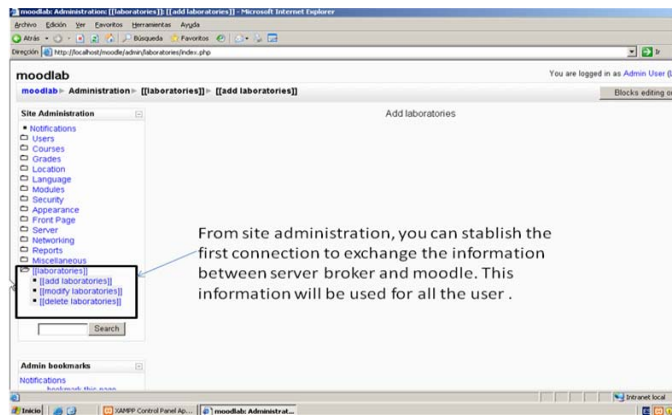 moodlab: Administration: [[laboratories]]: [[add laboratories]] - Microsoft Internet Explorer
Archivo Edición Ver Favoritos Herramientas Ayuda
Atrás Búsqueda Favoritos
Dirección http://localhost/moodle/admin/laboratories/index.php Ir
moodlab
You are logged in as Admin User
moodlab Administration [[laboratories]] [[add laboratories]]
Blocks editing
Site Administration
Add laboratories
Notifications
Users
Courses
Grades
Location
Language
Modules
Security
Appearance
Front Page
Server
Networking
Reports
Miscellaneous
[[laboratories]]
[[add laboratories]]
[[modify laboratories]]
[[delete laboratories]]
Search
From site administration, you can stablish the
first connection to exchange the information
between server broker and moodle. This
information will be used for all the user .
Admin bookmarks
Notifications
bookmark this page
Intranet local
Inicio XAMPP Control Panel Ap... moodlab: Administrat...